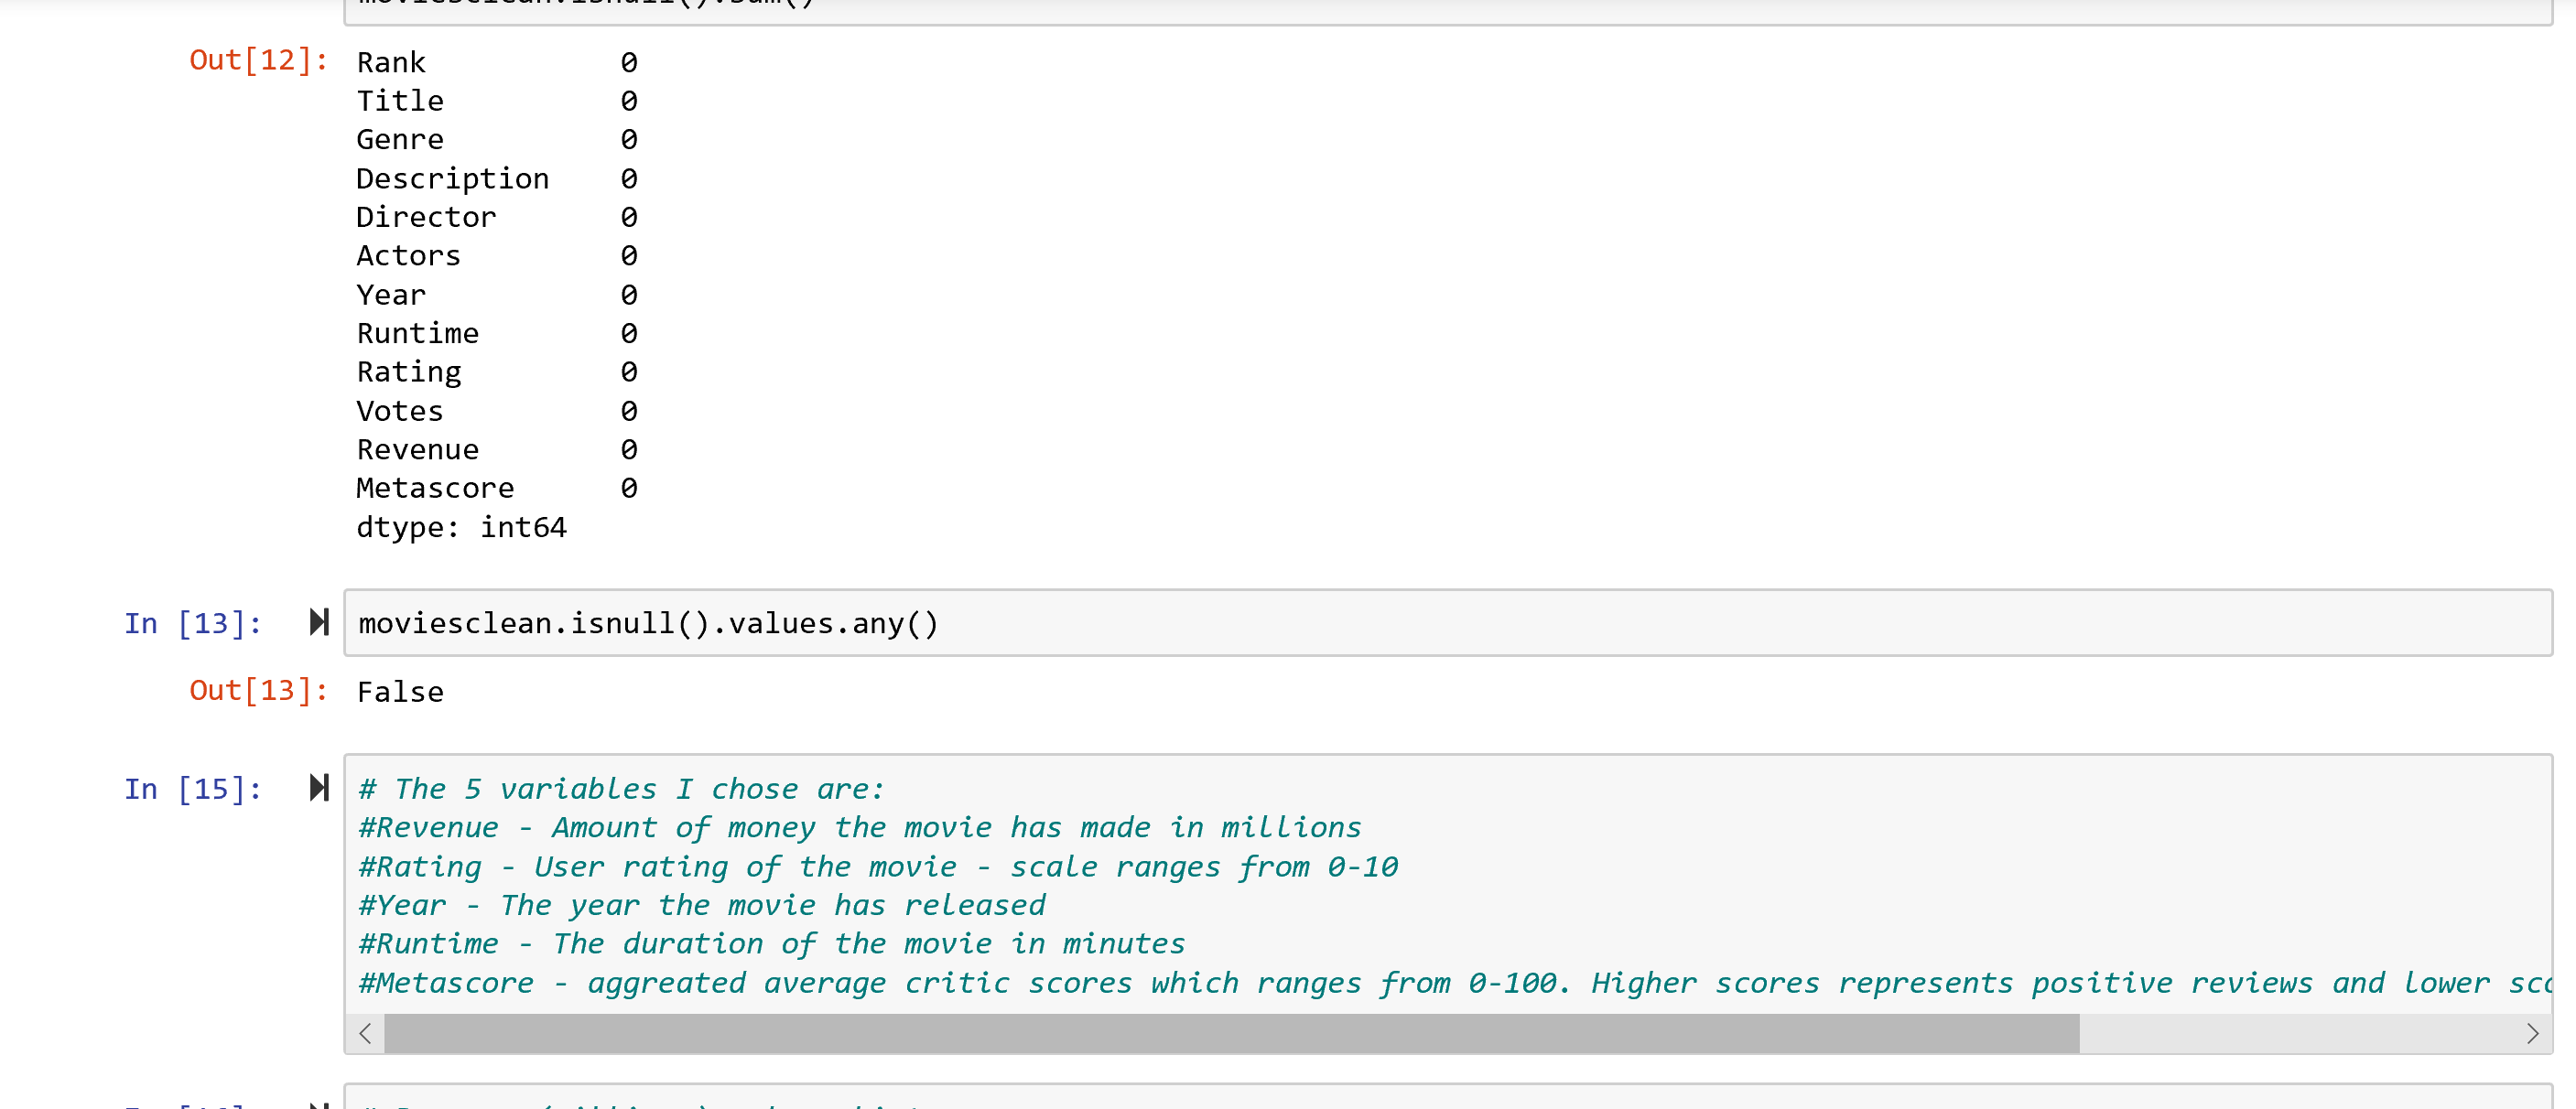 moviesclean.isnull().sum()
Out[12]: Rank 0
Title 0
Genre 0
Description 0
Director 0
Actors 0
Year 0
Runtime 0
Rating 0
Votes 0
Revenue 0
Metascore 0
dtype: int64
In [13]: moviesclean.isnull().values.any()
Out[13]: False
In [15]: # The 5 variables I chose are:
#Revenue - Amount of money the movie has made in millions
#Rating - User rating of the movie - scale ranges from 0-10
#Year - The year the movie has released
#Runtime - The duration of the movie in minutes
#Metascore - aggreated average critic scores which ranges from 0-100. Higher scores represents positive reviews and lower